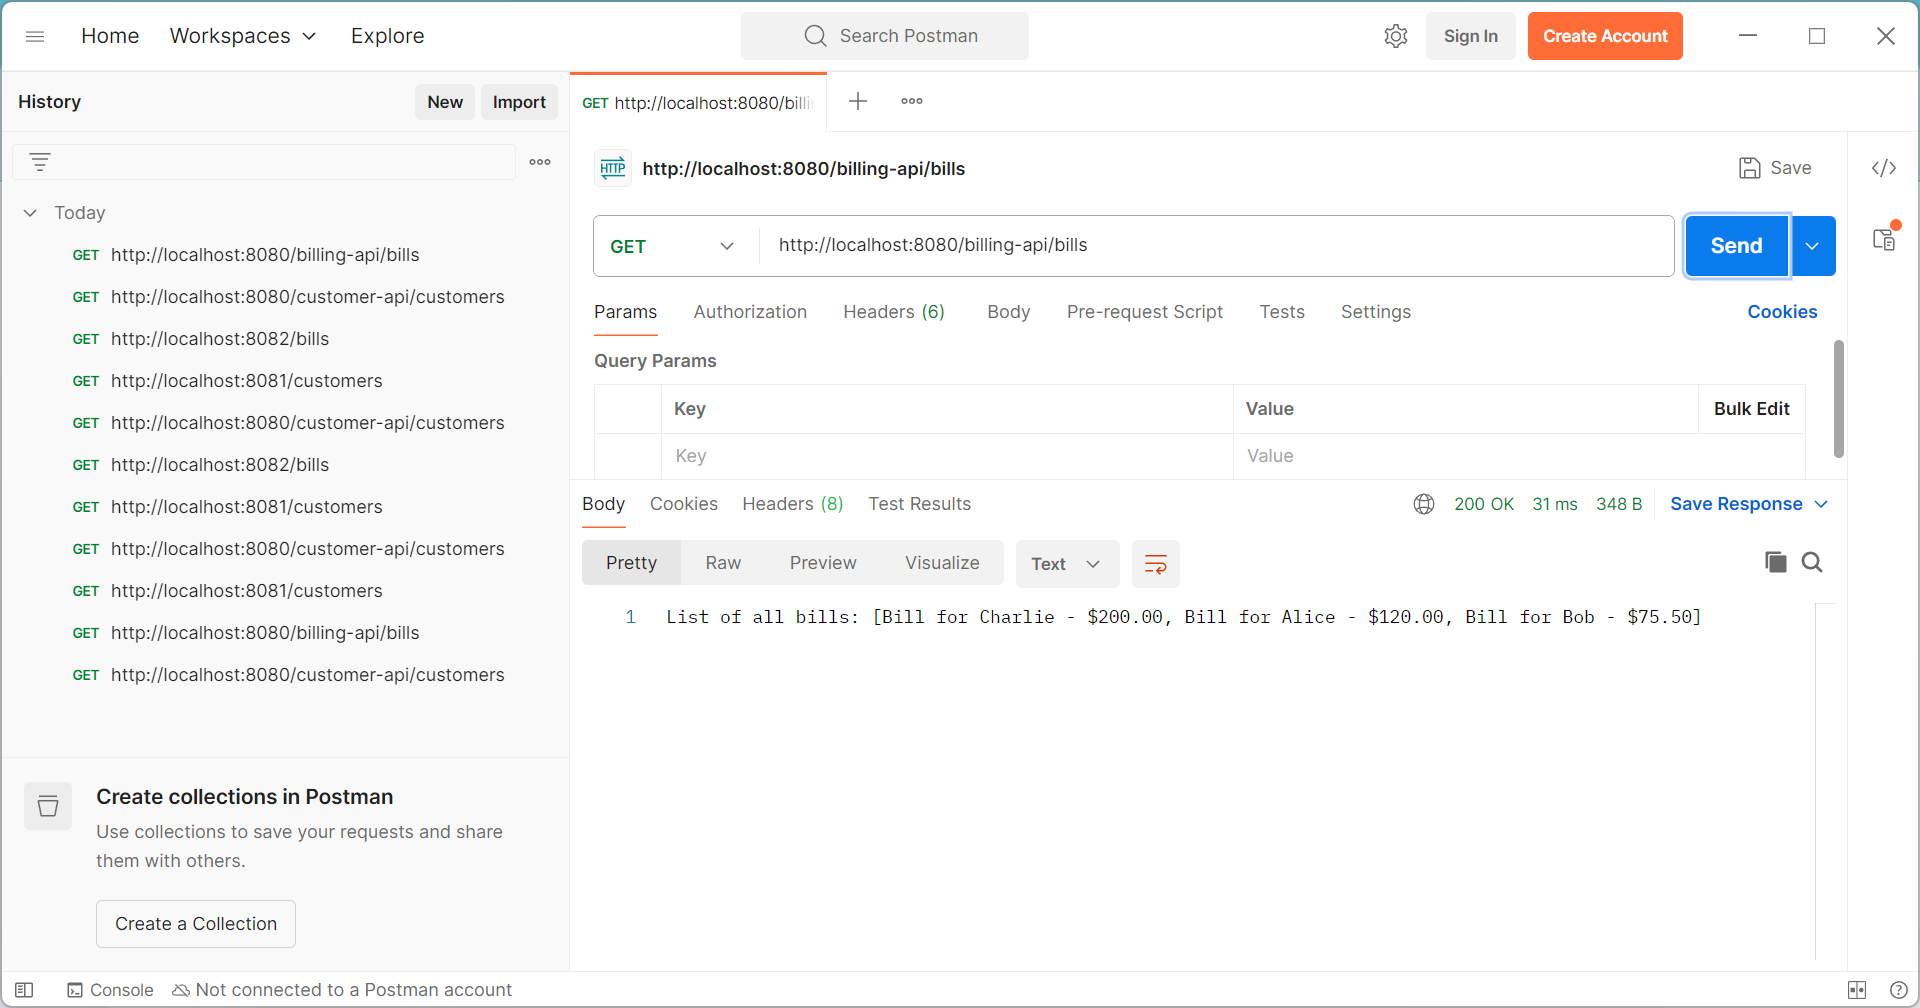 Home Workspaces Explore Search Postman Sign In Create Account
History New Import
GET http://localhost:8080/billi
Today
GET http://localhost:8080/billing-api/bills
GET http://localhost:8080/customer-api/customers
GET http://localhost:8082/bills
GET http://localhost:8081/customers
GET http://localhost:8080/customer-api/customers
GET http://localhost:8082/bills
GET http://localhost:8081/customers
GET http://localhost:8080/customer-api/customers
GET http://localhost:8081/customers
GET http://localhost:8080/billing-api/bills
GET http://localhost:8080/customer-api/customers
Create collections in Postman
Use collections to save your requests and share
them with others.
Create a Collection
HTTP http://localhost:8080/billing-api/bills Save
GET http://localhost:8080/billing-api/bills Send
Params Authorization Headers (6) Body Pre-request Script Tests Settings Cookies
Query Params
Key Value Bulk Edit
Key Value
Body Cookies Headers (8) Test Results 200 OK 31 ms 348 B Save Response
Pretty Raw Preview Visualize Text
1 List of all bills: [Bill for Charlie - $200.00, Bill for Alice - $120.00, Bill for Bob - $75.50]
Console Not connected to a Postman account